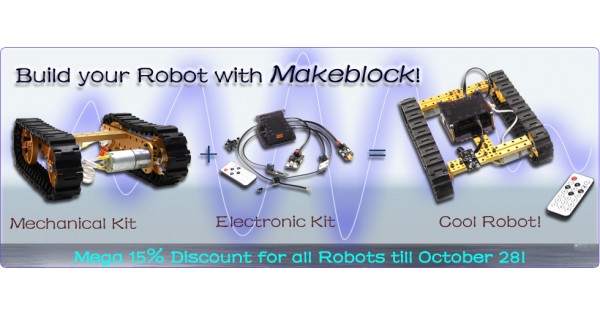 Build your Robot with Makeblock!
+
=
Mechanical Kit
Electronic Kit
Cool Robot!
Mega 15% Discount for all Robots till October 28!